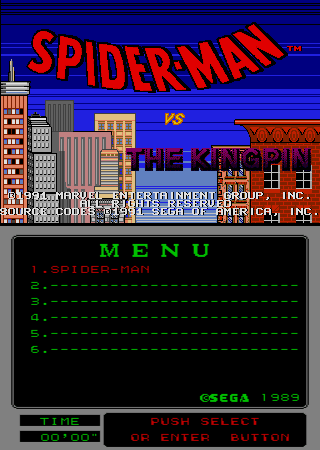 SPIDER-MAN™
VS
THE KINGPIN
©1991 MARVEL ENTERTAINMENT GROUP, INC.
ALL RIGHTS RESERVED
SOURCE CODES ©1991 SEGA OF AMERICA, INC.
MENU
1.SPIDER-MAN
2.------------------------
3.------------------------
4.------------------------
5.------------------------
6.------------------------
©SEGA 1989
TIME
00'00"
PUSH SELECT
OR ENTER BUTTON